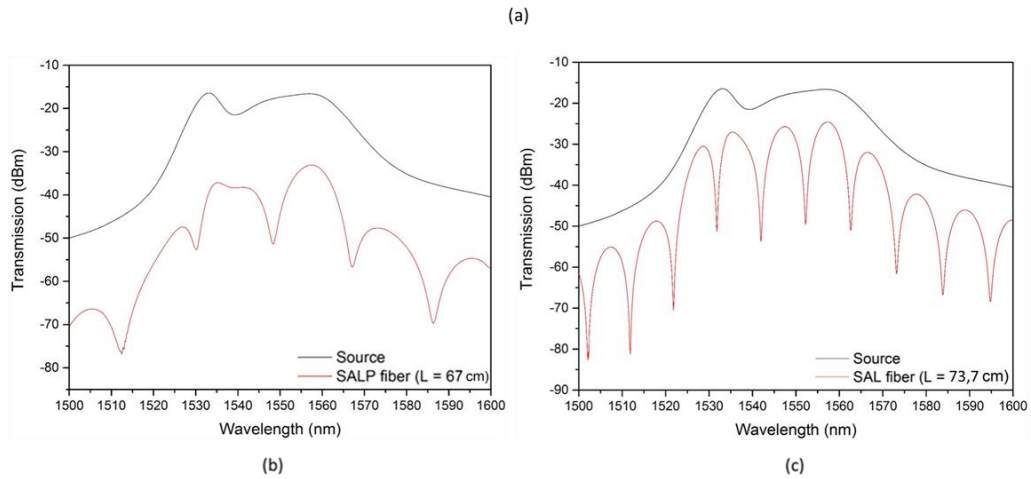 (a)
-10
-20
-30
-40
-50
-60
-70
-80
Transmission (dBm)
Source
SALP fiber (L = 67 cm)
1500 1510 1520 1530 1540 1550 1560 1570 1580 1590 1600
Wavelength (nm)
(b)
-10
-20
-30
-40
-50
-60
-70
-80
-90
Transmission (dBm)
Source
SAL fiber (L = 73,7 cm)
1500 1510 1520 1530 1540 1550 1560 1570 1580 1590 1600
Wavelength (nm)
(c)